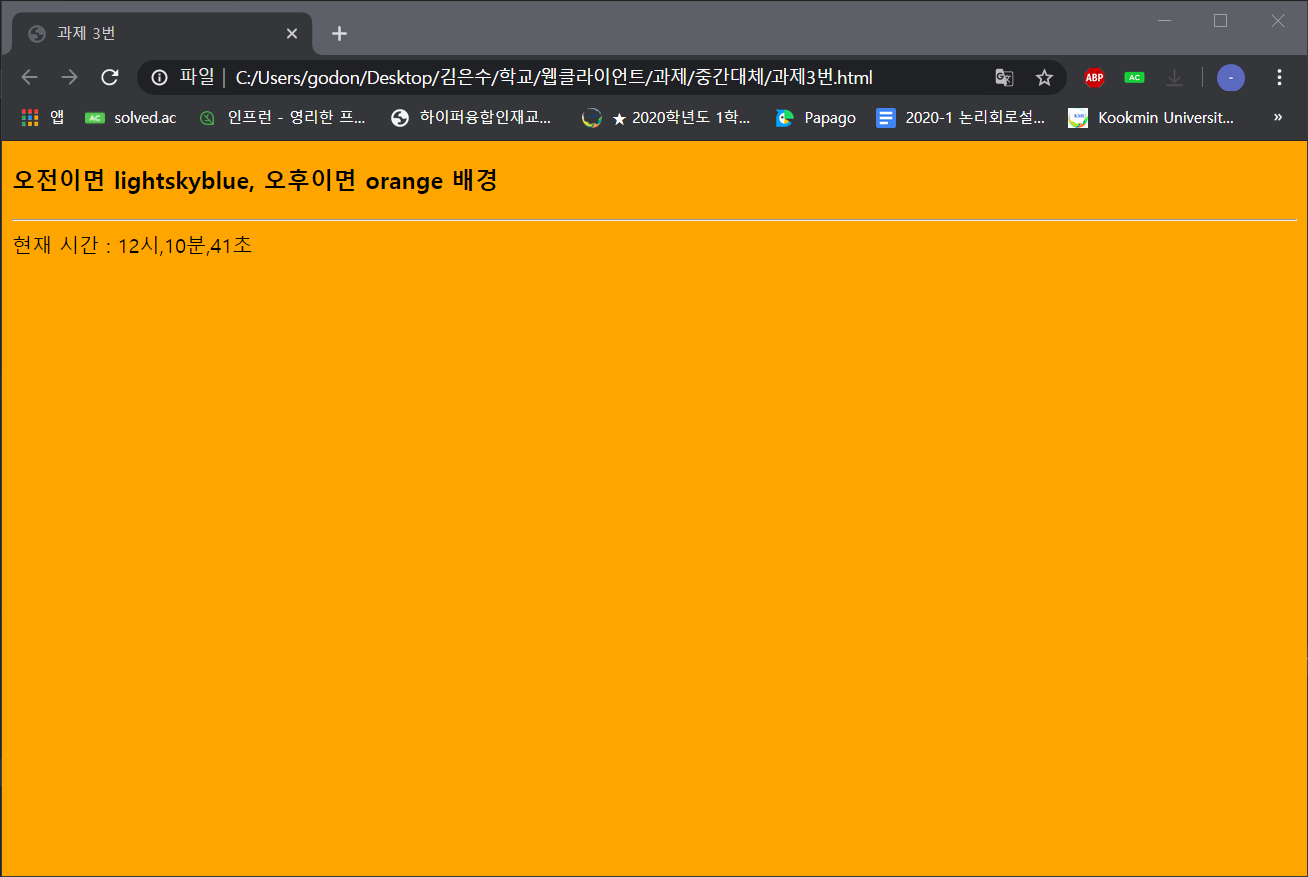 과제 3번
파일 | C:/Users/godon/Desktop/김은수/학교/웹클라이언트/과제/중간대체/과제3번.html ABP AC -
앱 AC solved.ac 인프런 - 영리한 프... 하이퍼융합인재교... ★ 2020학년도 1학... Papago 2020-1 논리회로설... Kookmin Universit... »
오전이면 lightskyblue, 오후이면 orange 배경
현재 시간 : 12시,10분,41초